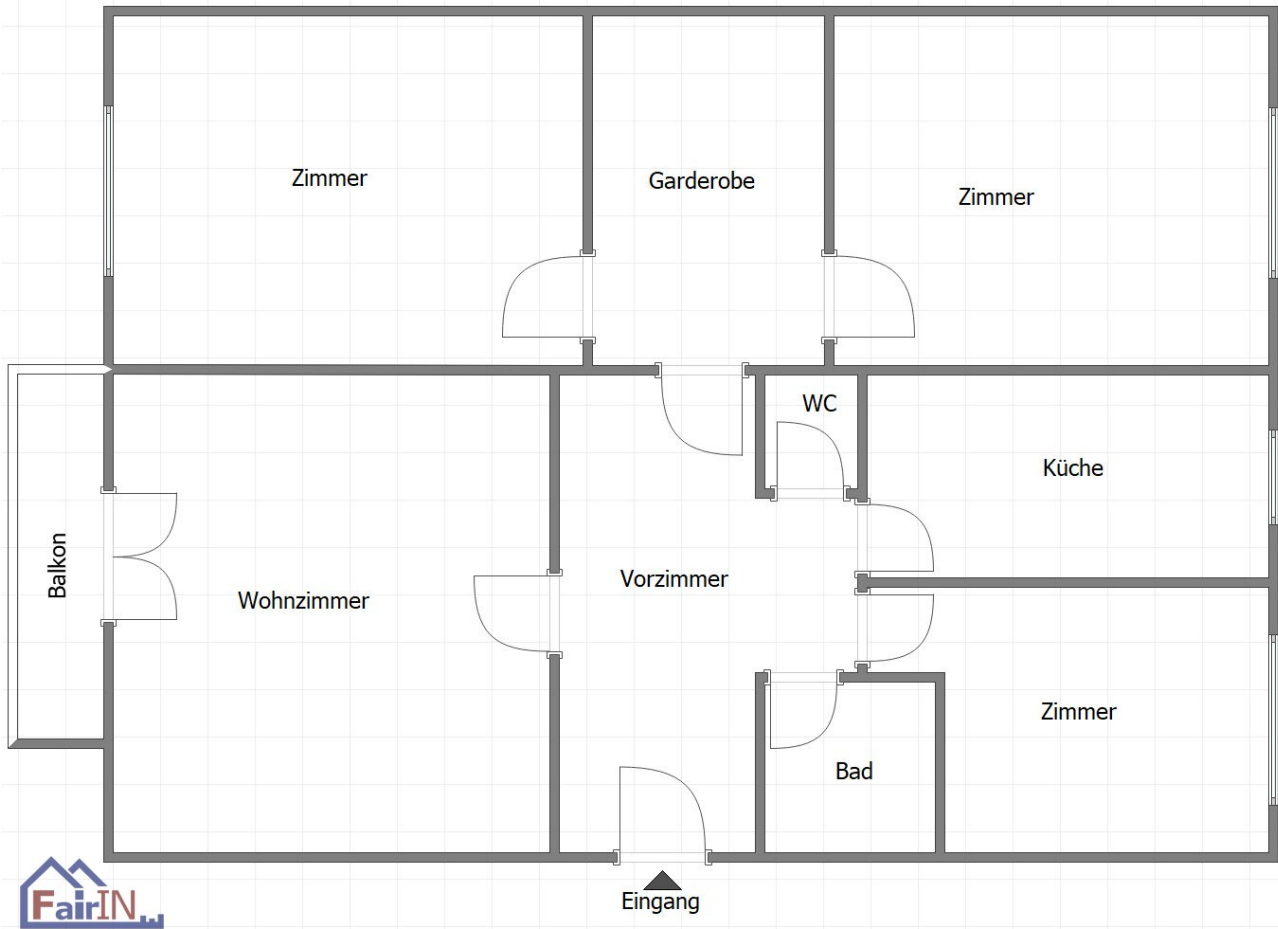 Zimmer
Garderobe
Zimmer
WC
Küche
Balkon
Vorzimmer
Wohnzimmer
Zimmer
Bad
Eingang
FairIN